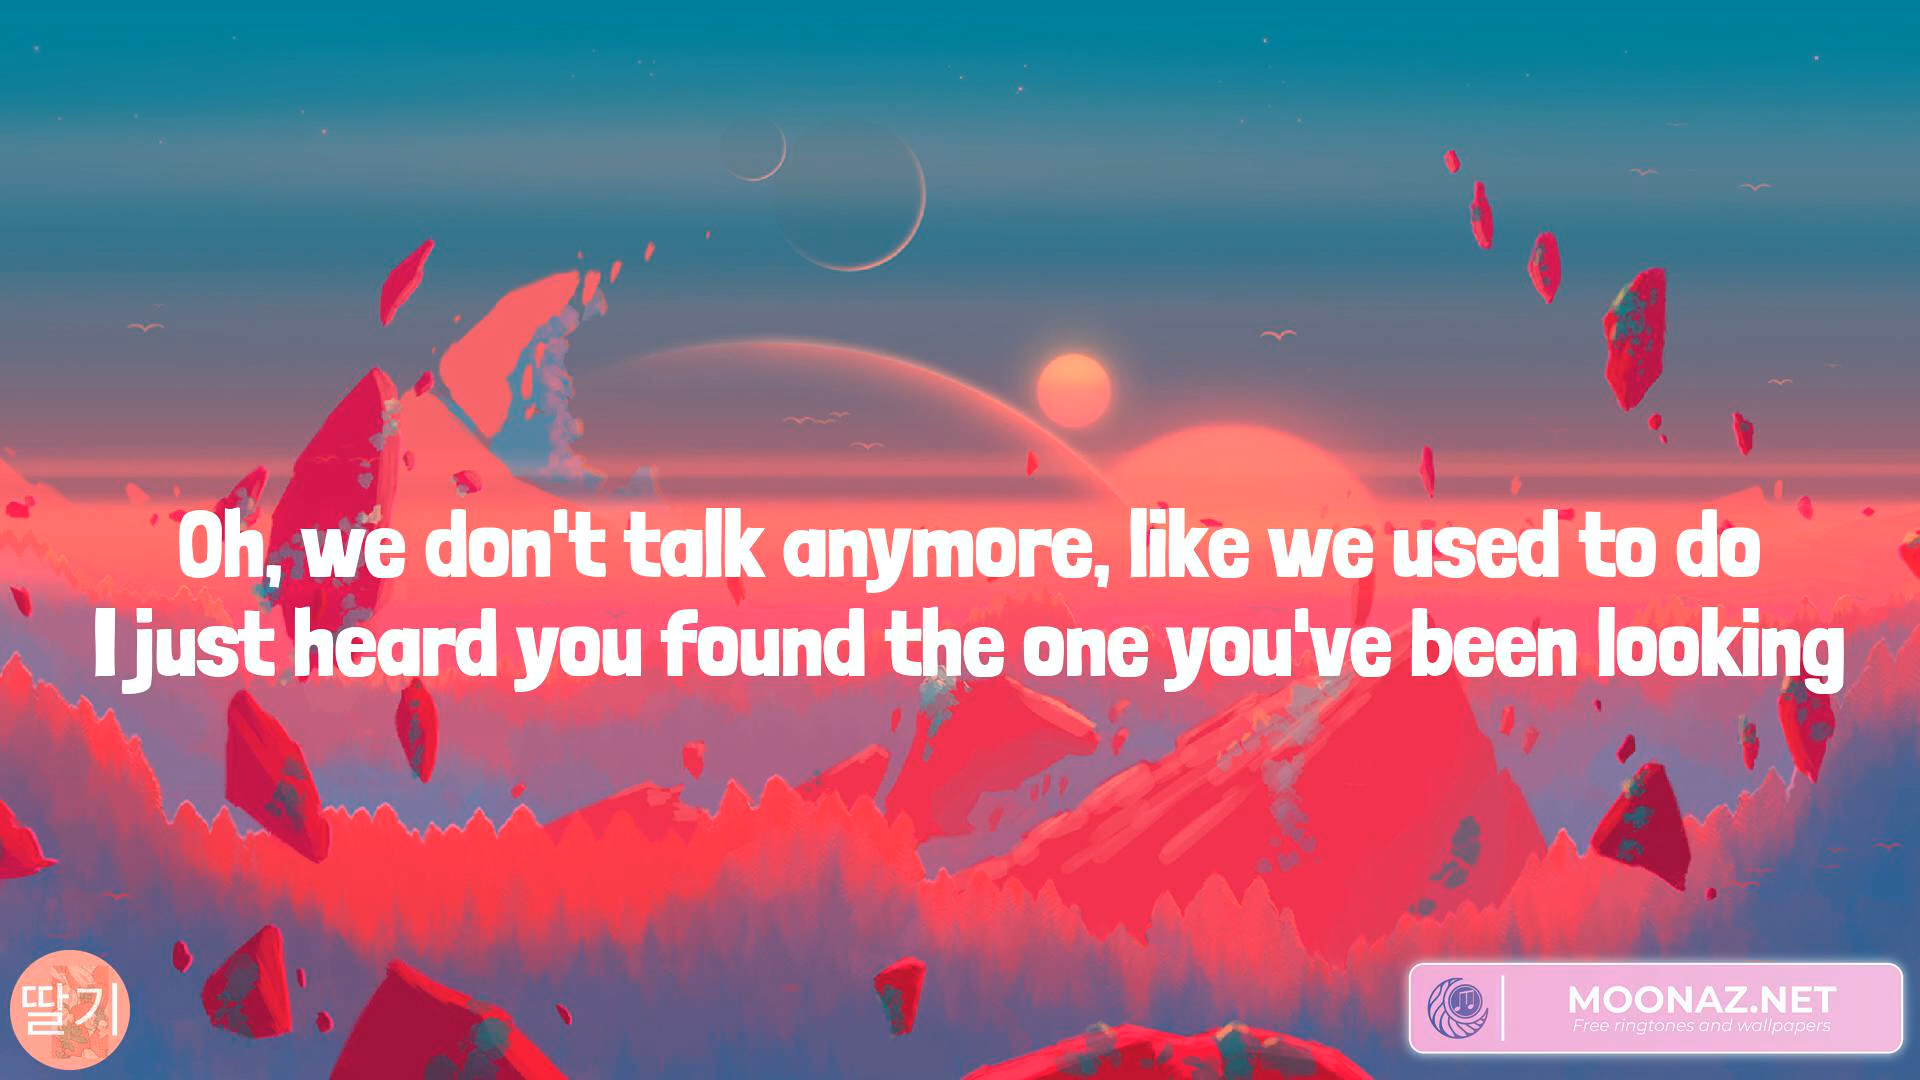 Oh, we don't talk anymore, like we used to do
I just heard you found the one you've been looking
딸기
MOONAZ.NET
Free ringtones and wallpapers